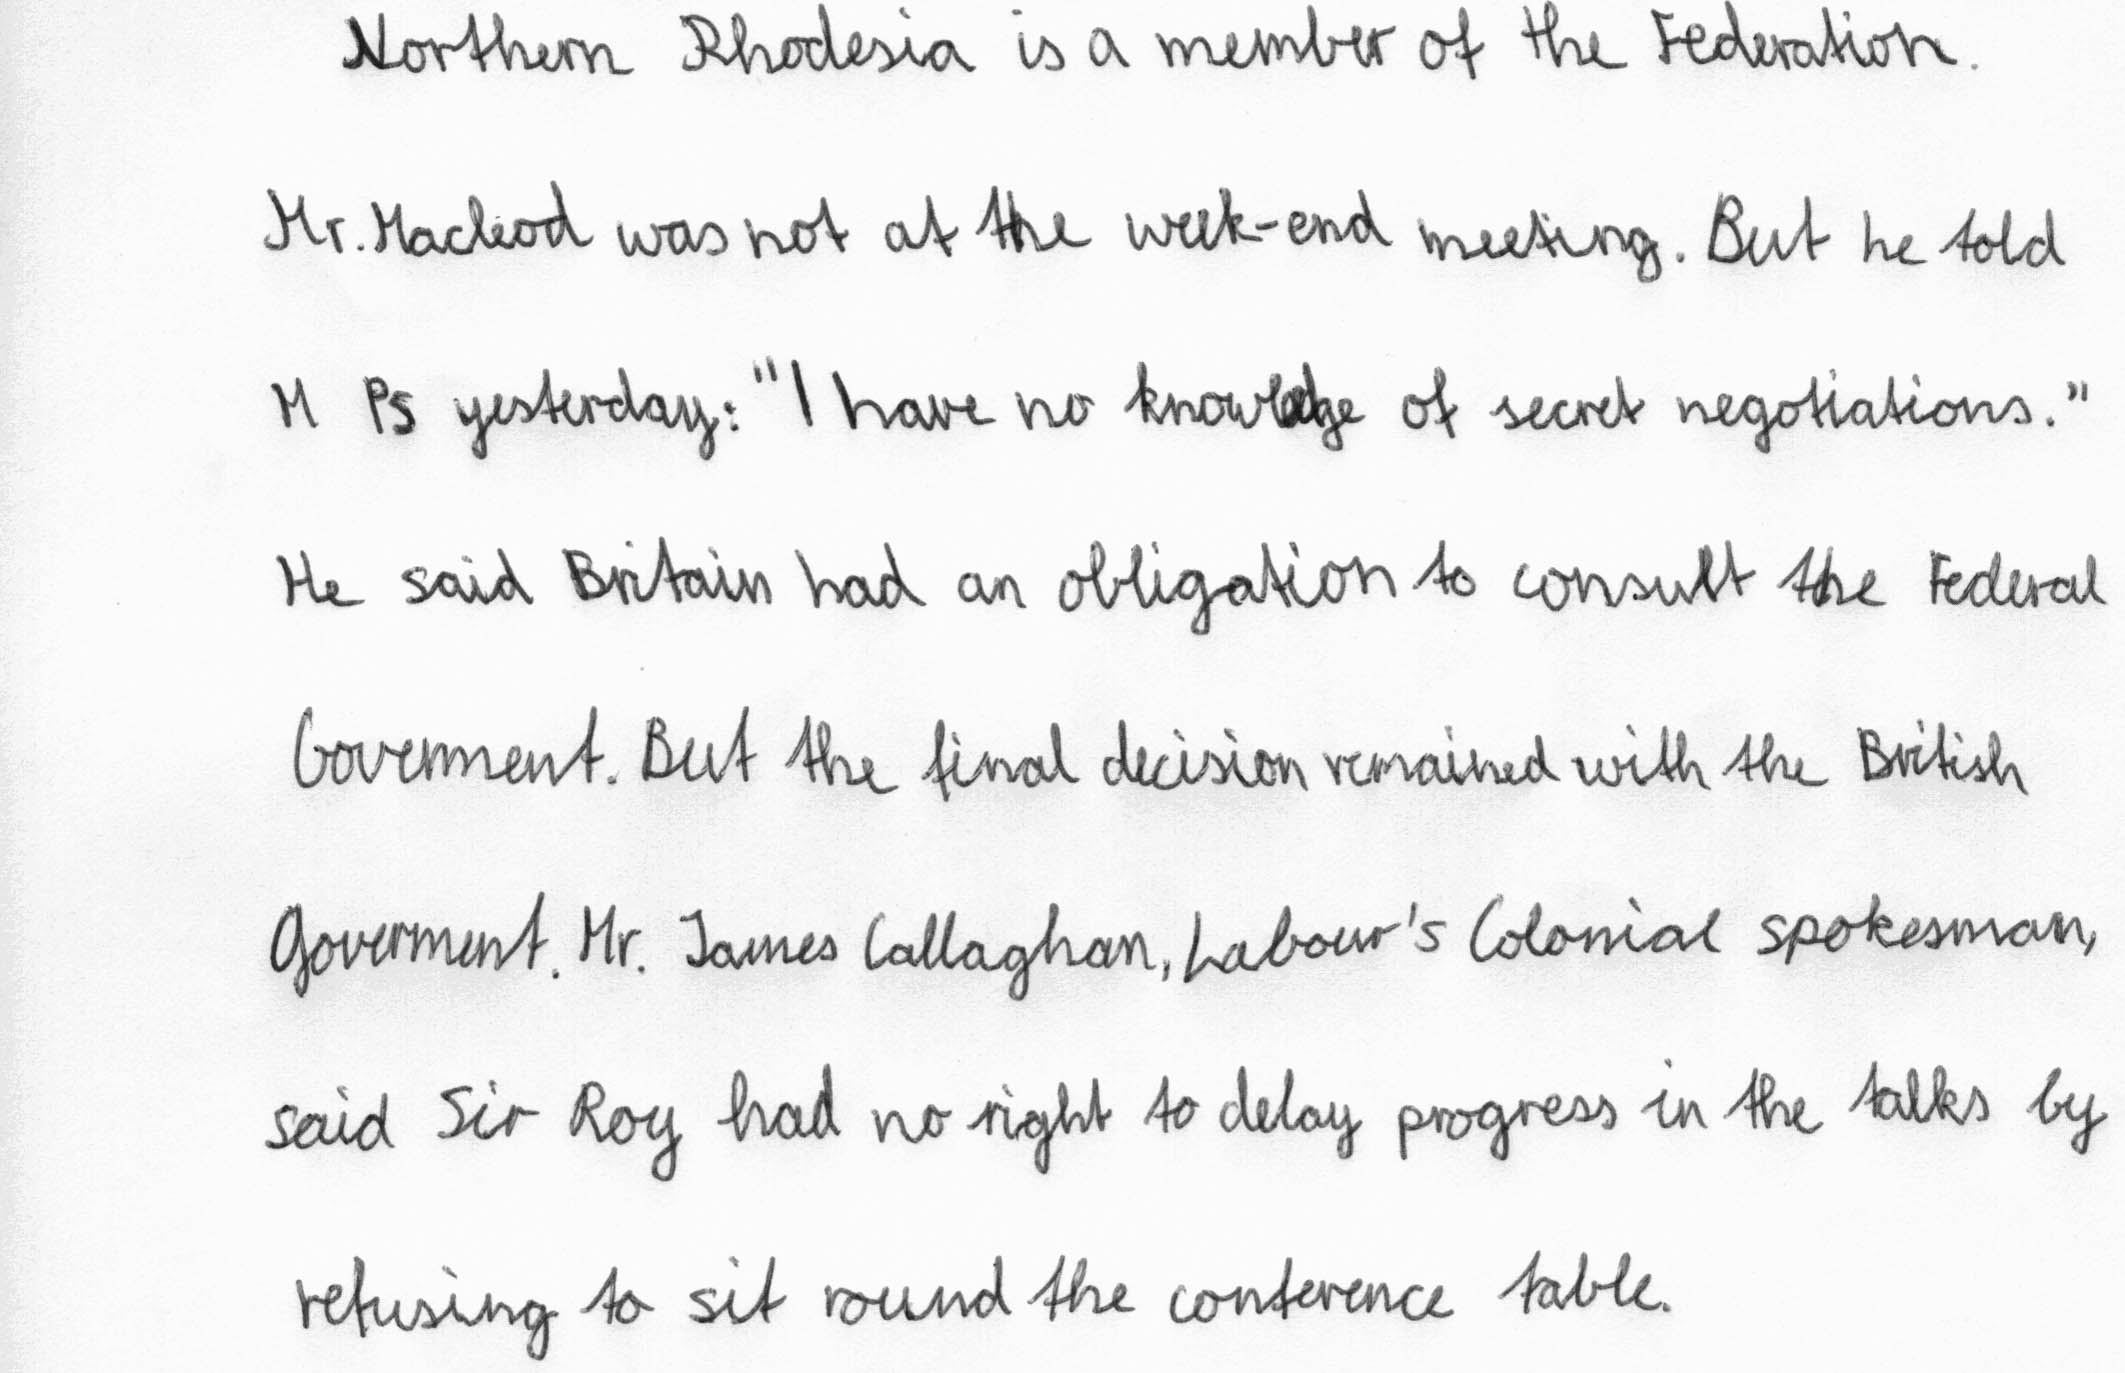 Northern Rhodesia is a member of the Federation.
Mr. Macleod was not at the week-end meeting. But he told
M Ps yesterday: "I have no knowledge of secret negotiations."
He said Britain had an obligation to consult the Federal
Government. But the final decision remained with the British
Goverment. Mr. James Callaghan, Labour's Colonial spokesman,
said Sir Roy had no right to delay progress in the talks by
refusing to sit round the conference table.